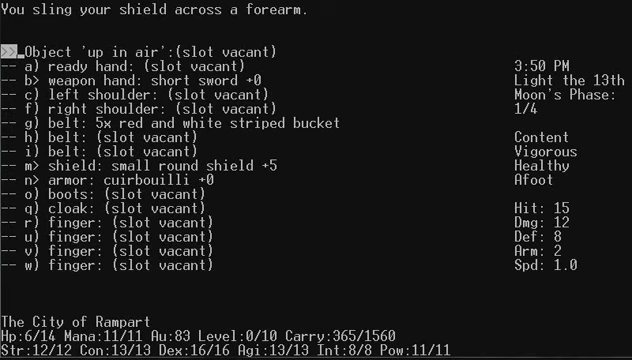 You sling your shield across a forearm.
>>_Object 'up in air':(slot vacant)
-- a) ready hand: (slot vacant) 3:50 PM
-- b> weapon hand: short sword +0 Light the 13th
-- c) left shoulder: (slot vacant) Moon's Phase:
-- f) right shoulder: (slot vacant) 1/4
-- g) belt: 5x red and white striped bucket
-- h) belt: (slot vacant) Content
-- i) belt: (slot vacant) Vigorous
-- m> shield: small round shield +5 Healthy
-- n> armor: cuirbouilli +0 Afoot
-- o) boots: (slot vacant)
-- q) cloak: (slot vacant) Hit: 15
-- r) finger: (slot vacant) Dmg: 12
-- u) finger: (slot vacant) Def: 8
-- v) finger: (slot vacant) Arm: 2
-- w) finger: (slot vacant) Spd: 1.0
The City of Rampart
Hp:6/14 Mana:11/11 Au:83 Level:0/10 Carry:365/1560
Str:12/12 Con:13/13 Dex:16/16 Agi:13/13 Int:8/8 Pow:11/11